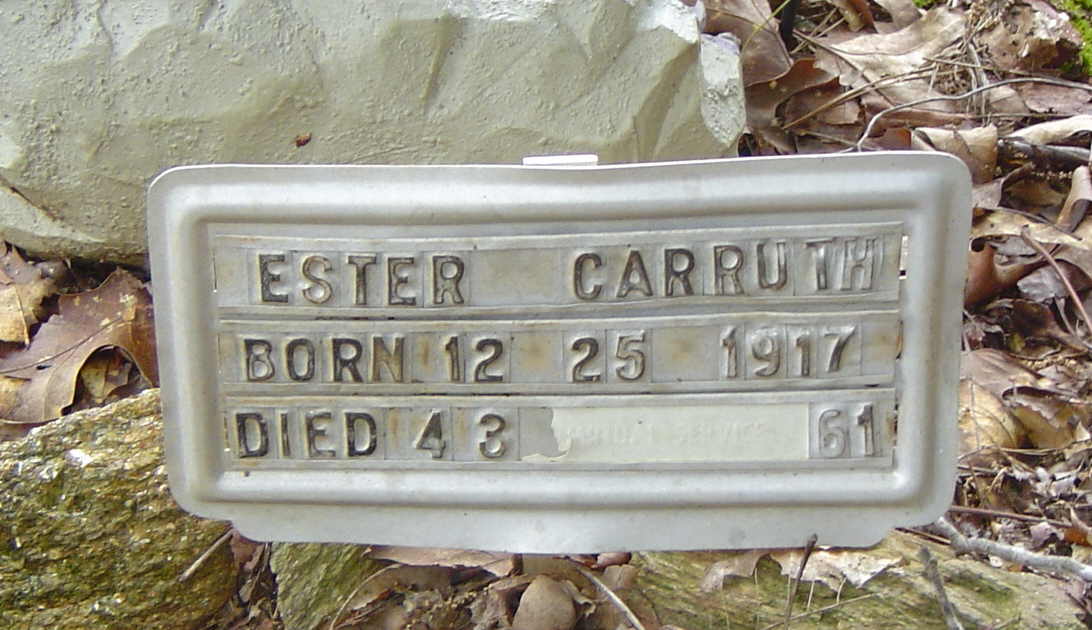 ESTER CARRUTH
BORN 12 25 1917
DIED 4 3 61